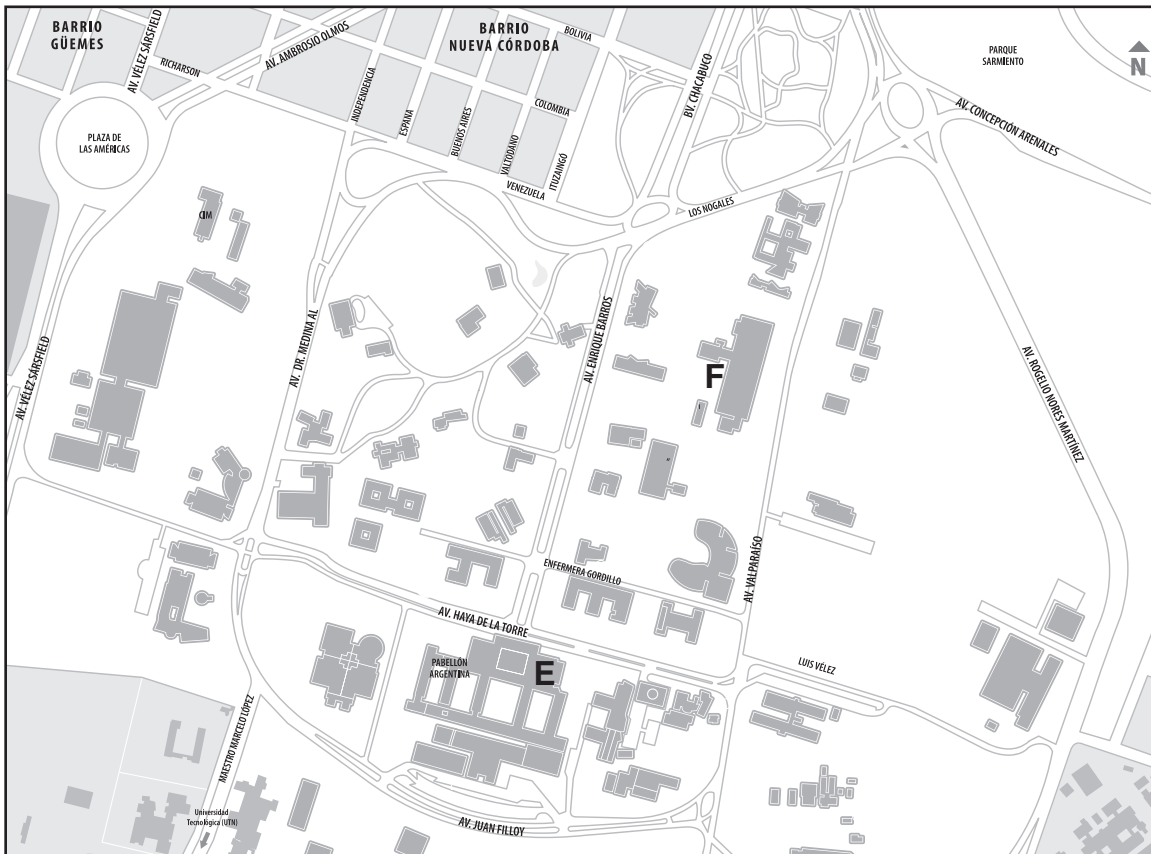 BARRIO
GÜEMES
AV. VÉLEZ SÁRSFIELD
AV. AMBROSIO OLMOS
RICHARSON
BARRIO
NUEVA CÓRDOBA
BOLIVIA
BV. CHACABUCO
PARQUE
SARMIENTO
N
PLAZA DE
LAS AMÉRICAS
INDEPENDENCIA
ESPANA
BUENOS AIRES
VALTODANO
COLOMBIA
ITUZAINGÓ
VENEZUELA
AV. CONCEPCIÓN ARENALES
LOS NOGALES
CIM
AV. VÉLEZ SÁRSFIELD
AV. DR. MEDINA AL
AV. ENRIQUE BARROS
F
AV. ROGELIO NORES MARTÍNEZ
AV. VALPARAÍSO
ENFERMERA GORDILLO
AV. HAYA DE LA TORRE
PABELLÓN
ARGENTINA
E
LUIS VÉLEZ
MAESTRO MARCELO LÓPEZ
Universidad
Tecnológica (UTN)
AV. JUAN FILLOY